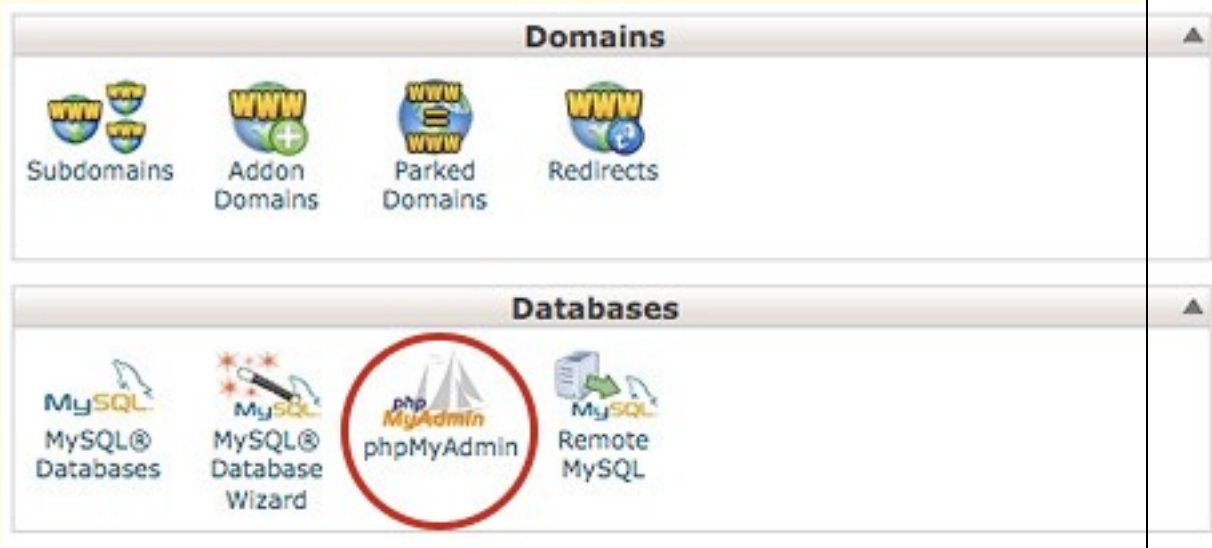 Domains
www www
www
Subdomains
www
Addon
Domains
www
=
www
Parked
Domains
www
Redirects
Databases
MySQL
MySQL®
Databases
MySQL
MySQL®
Database
Wizard
php
MyAdmin
phpMyAdmin
MySQL
Remote
MySQL